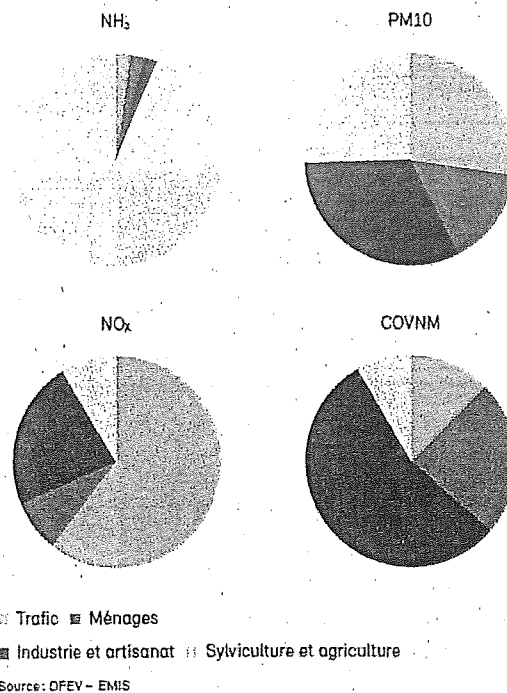 NH₃
PM10
NOₓ
COVNM
Trafic Ménages
Industrie et artisanat Sylviculture et agriculture
Source: OFEV – EMIS